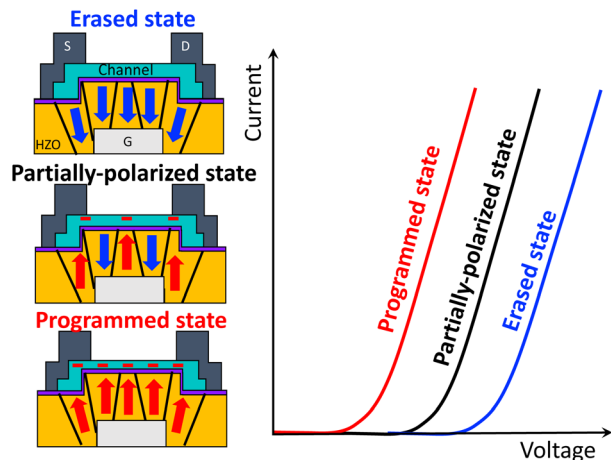 Erased state
S
D
Channel
HZO
G
Partially-polarized state
Programmed state
Current
Programmed state
Partially-polarized state
Erased state
Voltage